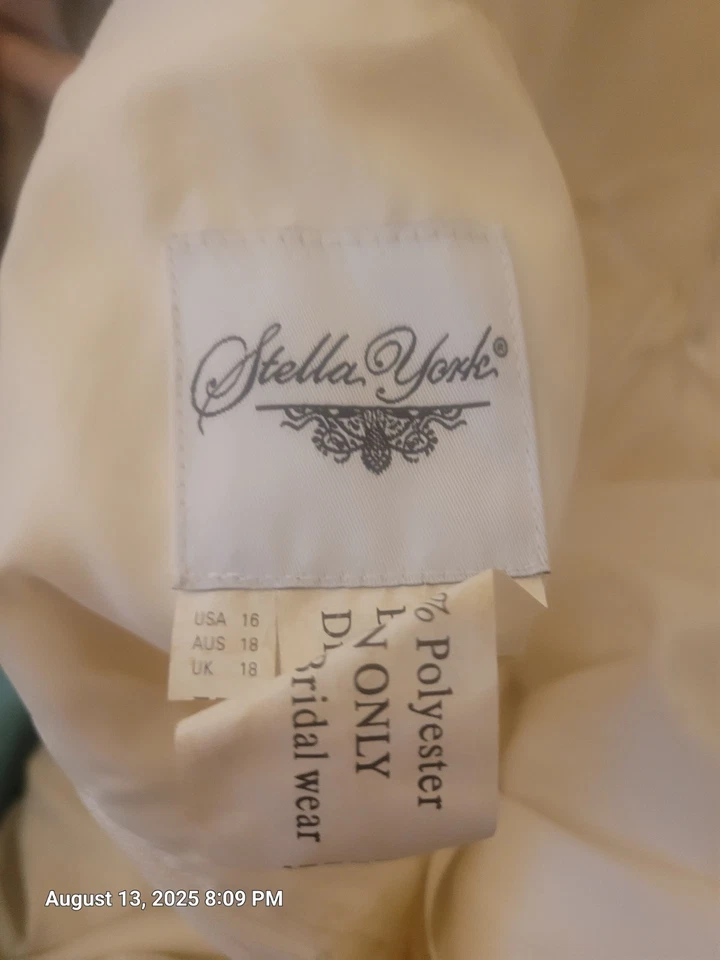 Stella York®
USA 16
AUS 18
UK 18
% Polyester
ONLY
Bridal wear
August 13, 2025 8:09 PM